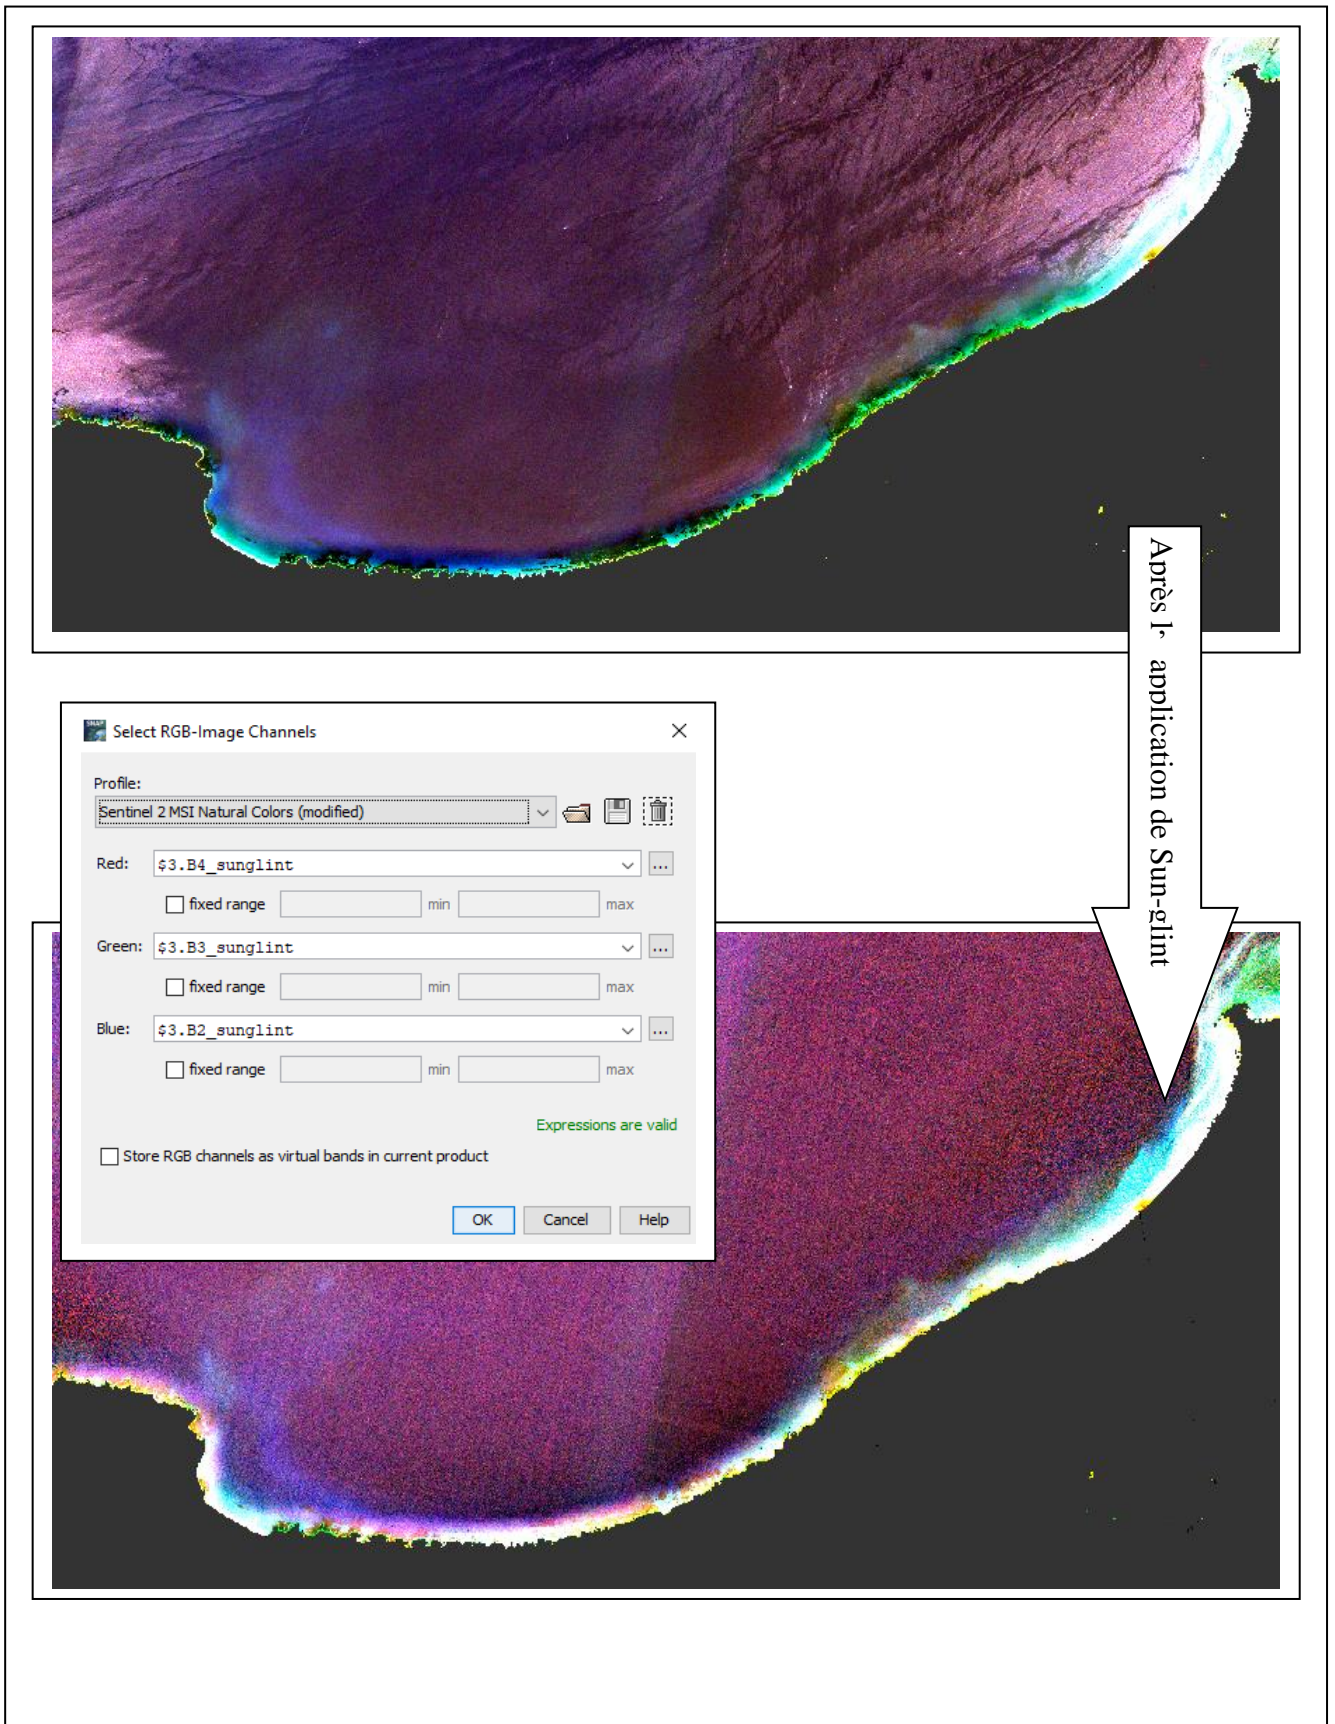 Après l’ application de Sun-glint
SNAP
Select RGB-Image Channels
Profile:
Sentinel 2 MSI Natural Colors (modified)
Red: $3.B4_sunglint ...
fixed range min max
Green: $3.B3_sunglint ...
fixed range min max
Blue: $3.B2_sunglint ...
fixed range min max
Expressions are valid
Store RGB channels as virtual bands in current product
OK Cancel Help